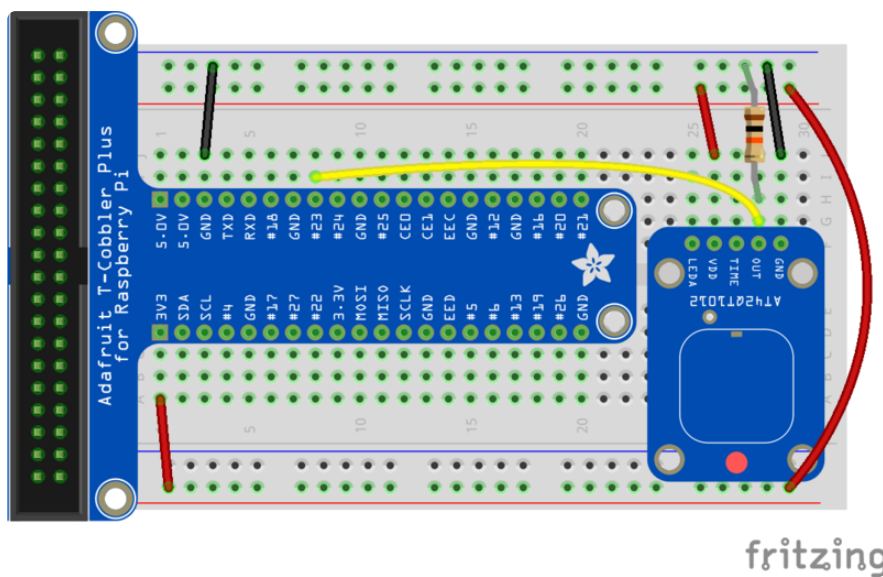 Adafruit T-Cobbler Plus
for Raspberry Pi
1 5 10 15 20 25 30
J
I
H
G
F
5.0V 5.0V GND TXD RXD #18 GND #23 #24 GND #25 CE0 CE1 EEC GND #12 GND #16 #20 #21
3V3 SDA SCL #4 GND #17 #27 #22 3.3V MOSI MISO SCLK GND EED #5 #6 #13 #19 #26 GND
LEDA VDD TIME OUT GND
AT42QT1012
E
D
C
B
A
5 10 15 20
fritzing